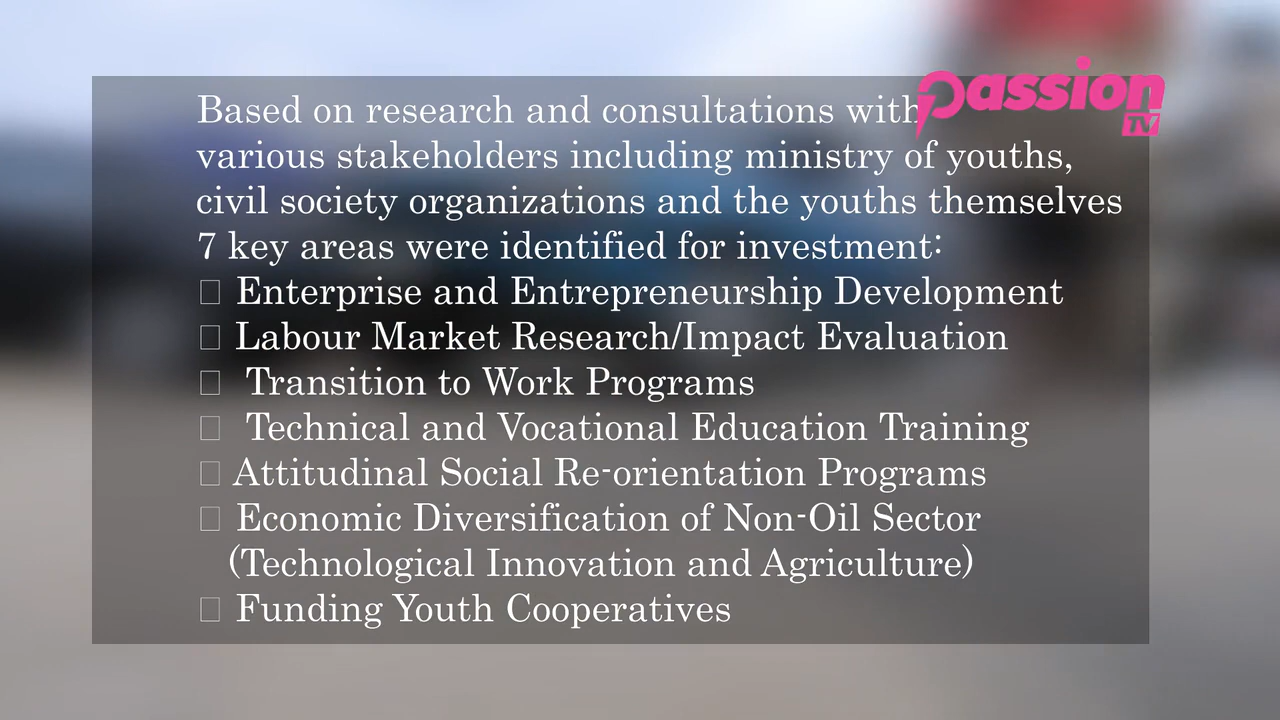 passion
TV
Based on research and consultations with
various stakeholders including ministry of youths,
civil society organizations and the youths themselves
7 key areas were identified for investment:
□ Enterprise and Entrepreneurship Development
□ Labour Market Research/Impact Evaluation
□ Transition to Work Programs
□ Technical and Vocational Education Training
□ Attitudinal Social Re-orientation Programs
□ Economic Diversification of Non-Oil Sector
(Technological Innovation and Agriculture)
□ Funding Youth Cooperatives